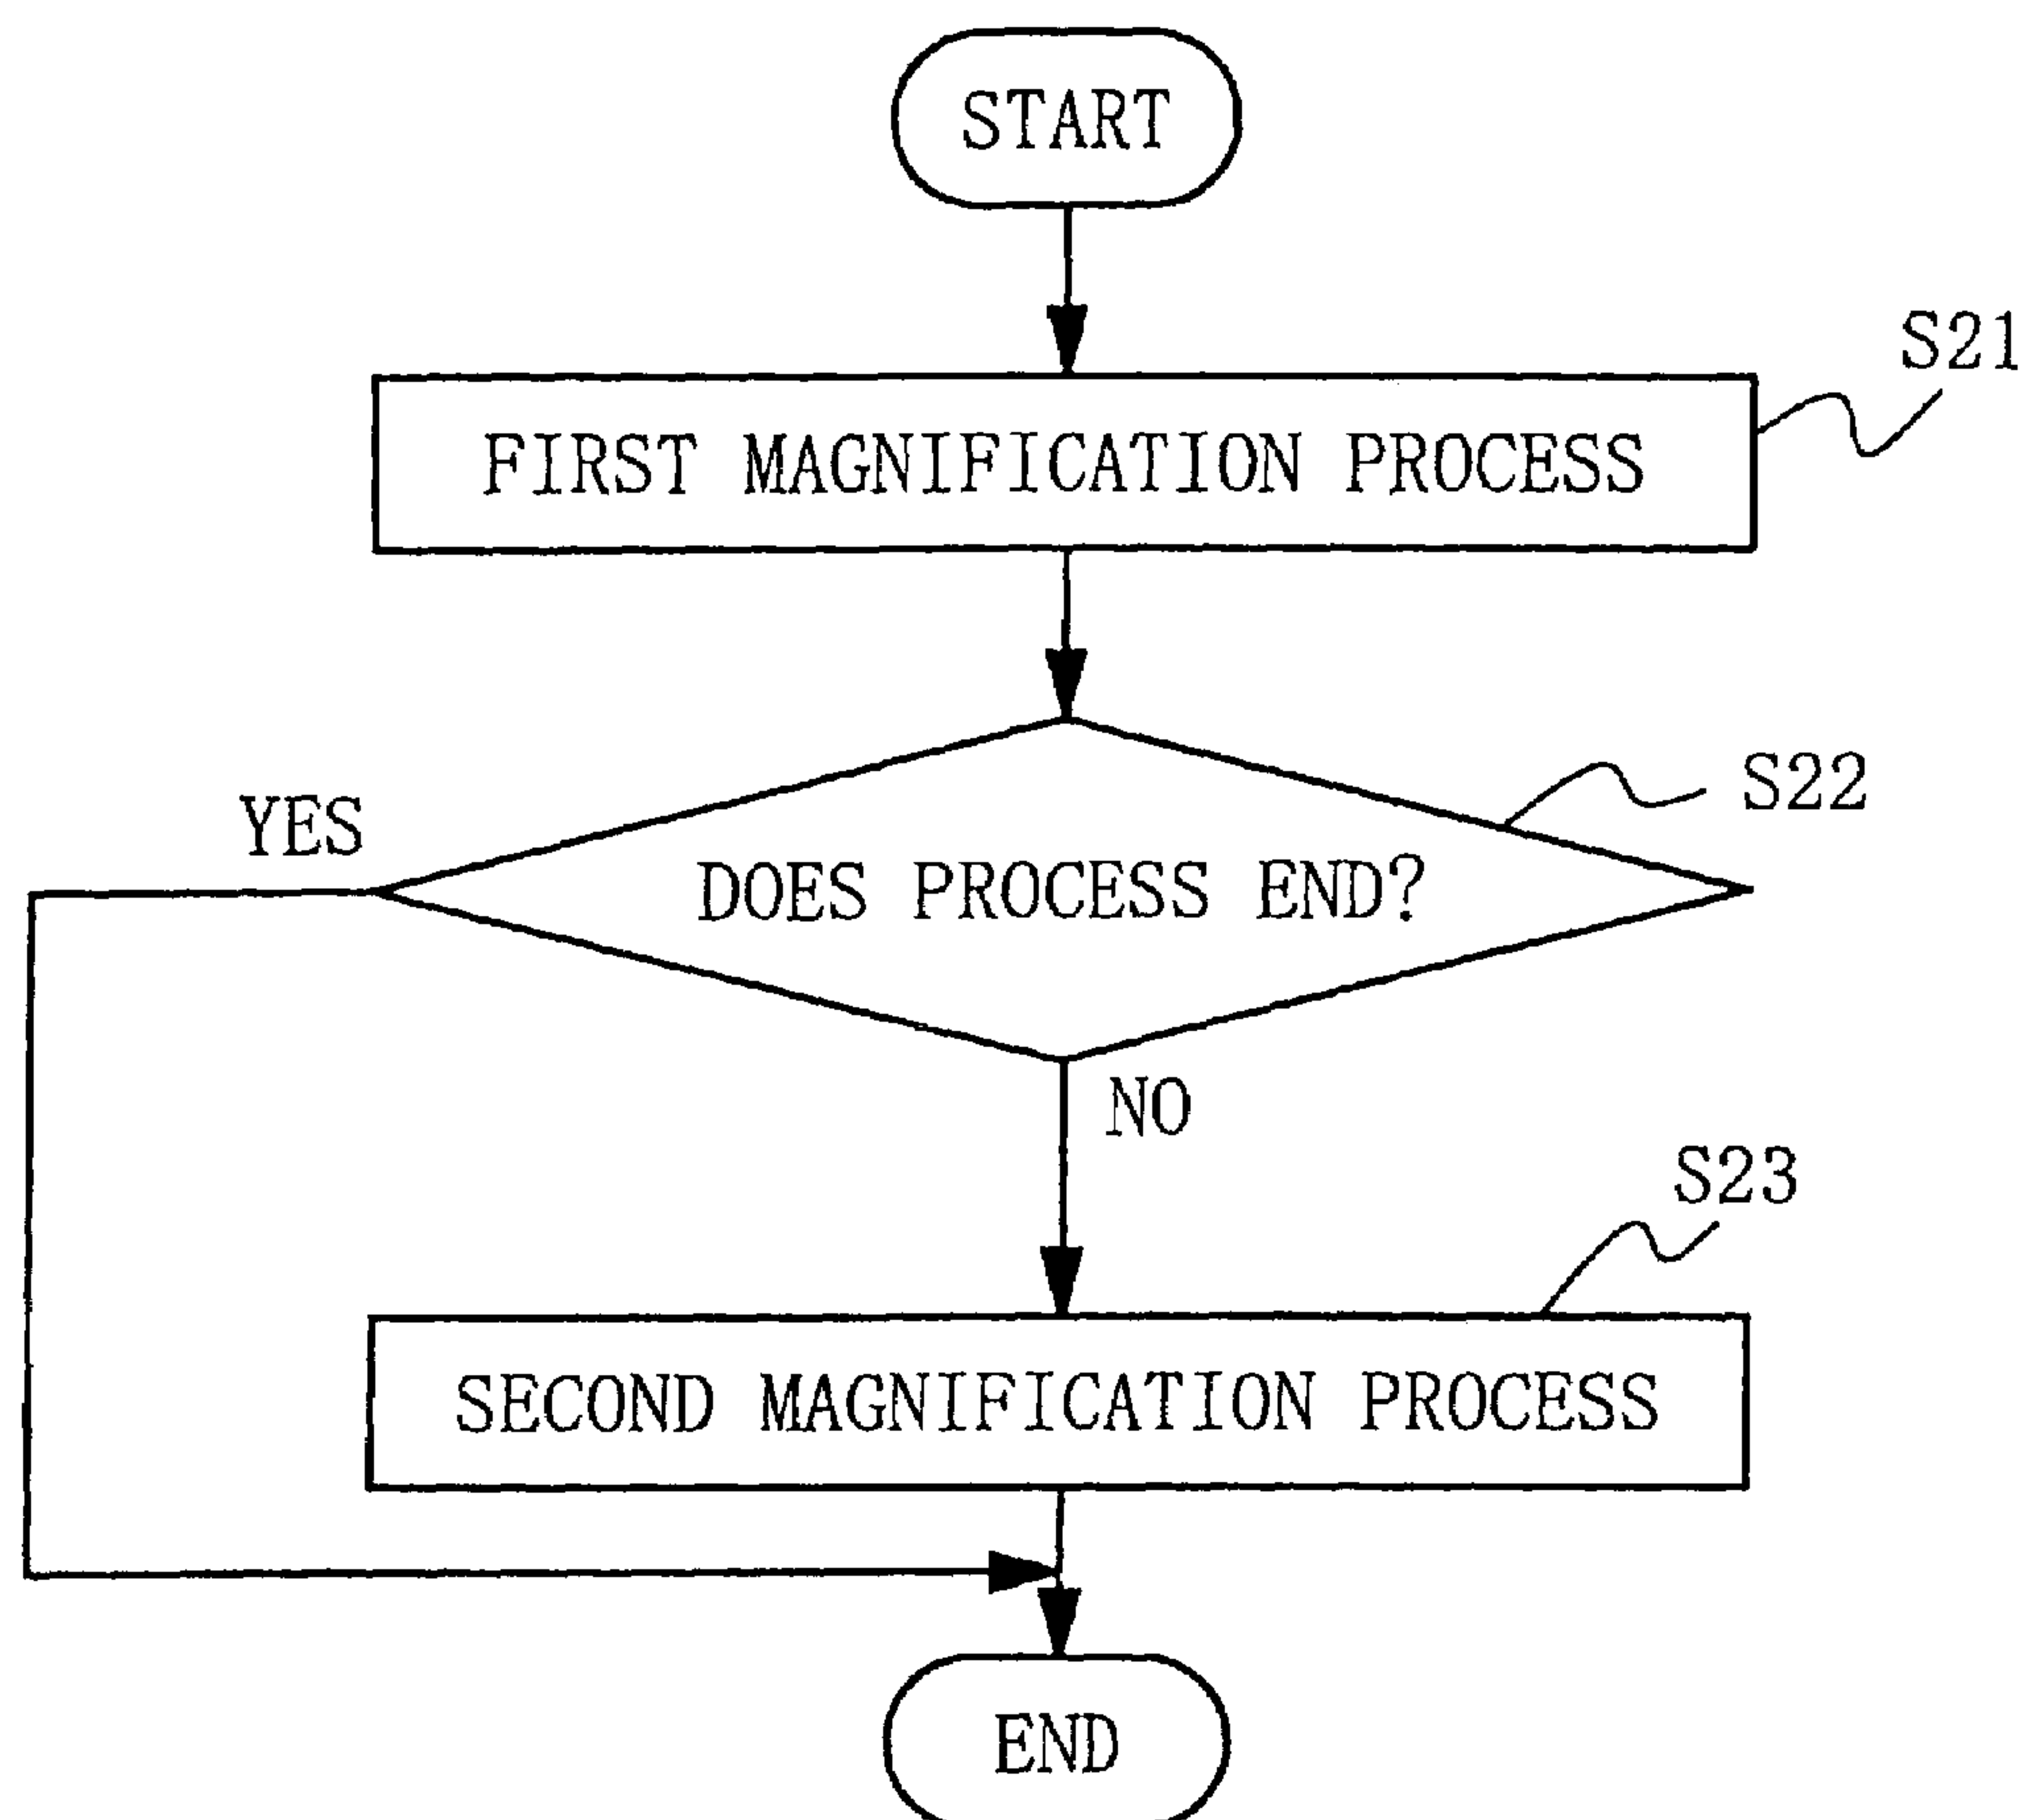 START
S21
FIRST MAGNIFICATION PROCESS
S22
YES
DOES PROCESS END?
NO
S23
SECOND MAGNIFICATION PROCESS
END